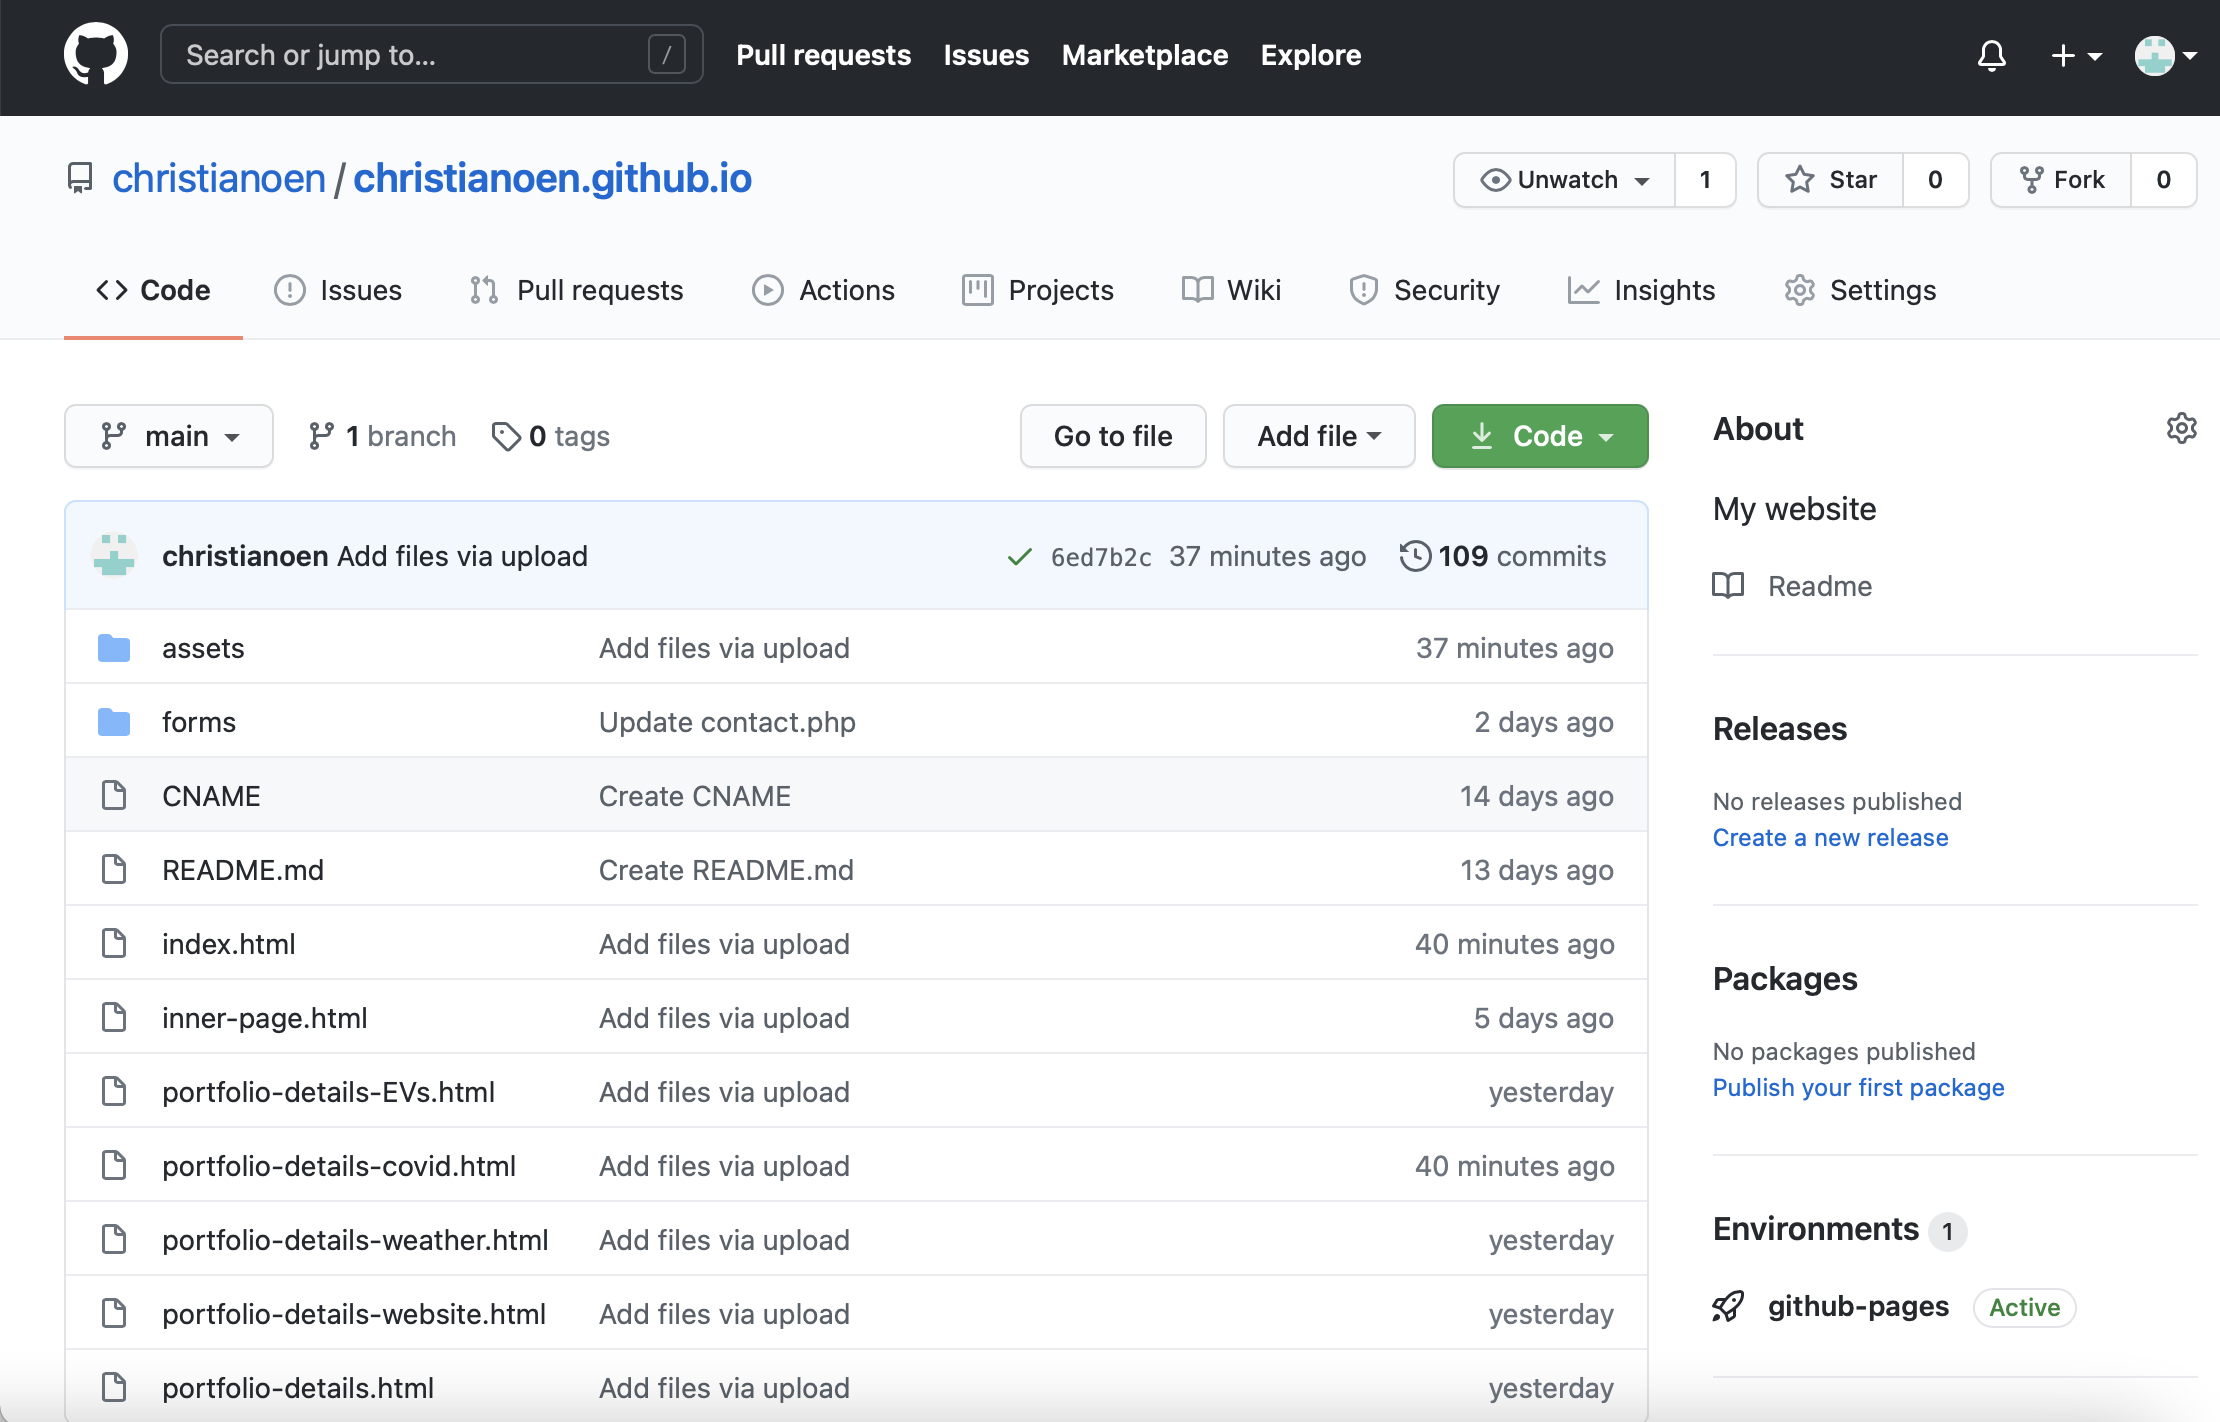 Search or jump to... / Pull requests Issues Marketplace Explore
christianoen / christianoen.github.io Unwatch 1 Star 0 Fork 0
Code Issues Pull requests Actions Projects Wiki Security Insights Settings
main 1 branch 0 tags Go to file Add file Code
christianoen Add files via upload 6ed7b2c 37 minutes ago 109 commits
assets Add files via upload 37 minutes ago
forms Update contact.php 2 days ago
CNAME Create CNAME 14 days ago
README.md Create README.md 13 days ago
index.html Add files via upload 40 minutes ago
inner-page.html Add files via upload 5 days ago
portfolio-details-EVs.html Add files via upload yesterday
portfolio-details-covid.html Add files via upload 40 minutes ago
portfolio-details-weather.html Add files via upload yesterday
portfolio-details-website.html Add files via upload yesterday
portfolio-details.html Add files via upload yesterday
About
My website
Readme
Releases
No releases published
Create a new release
Packages
No packages published
Publish your first package
Environments 1
github-pages Active